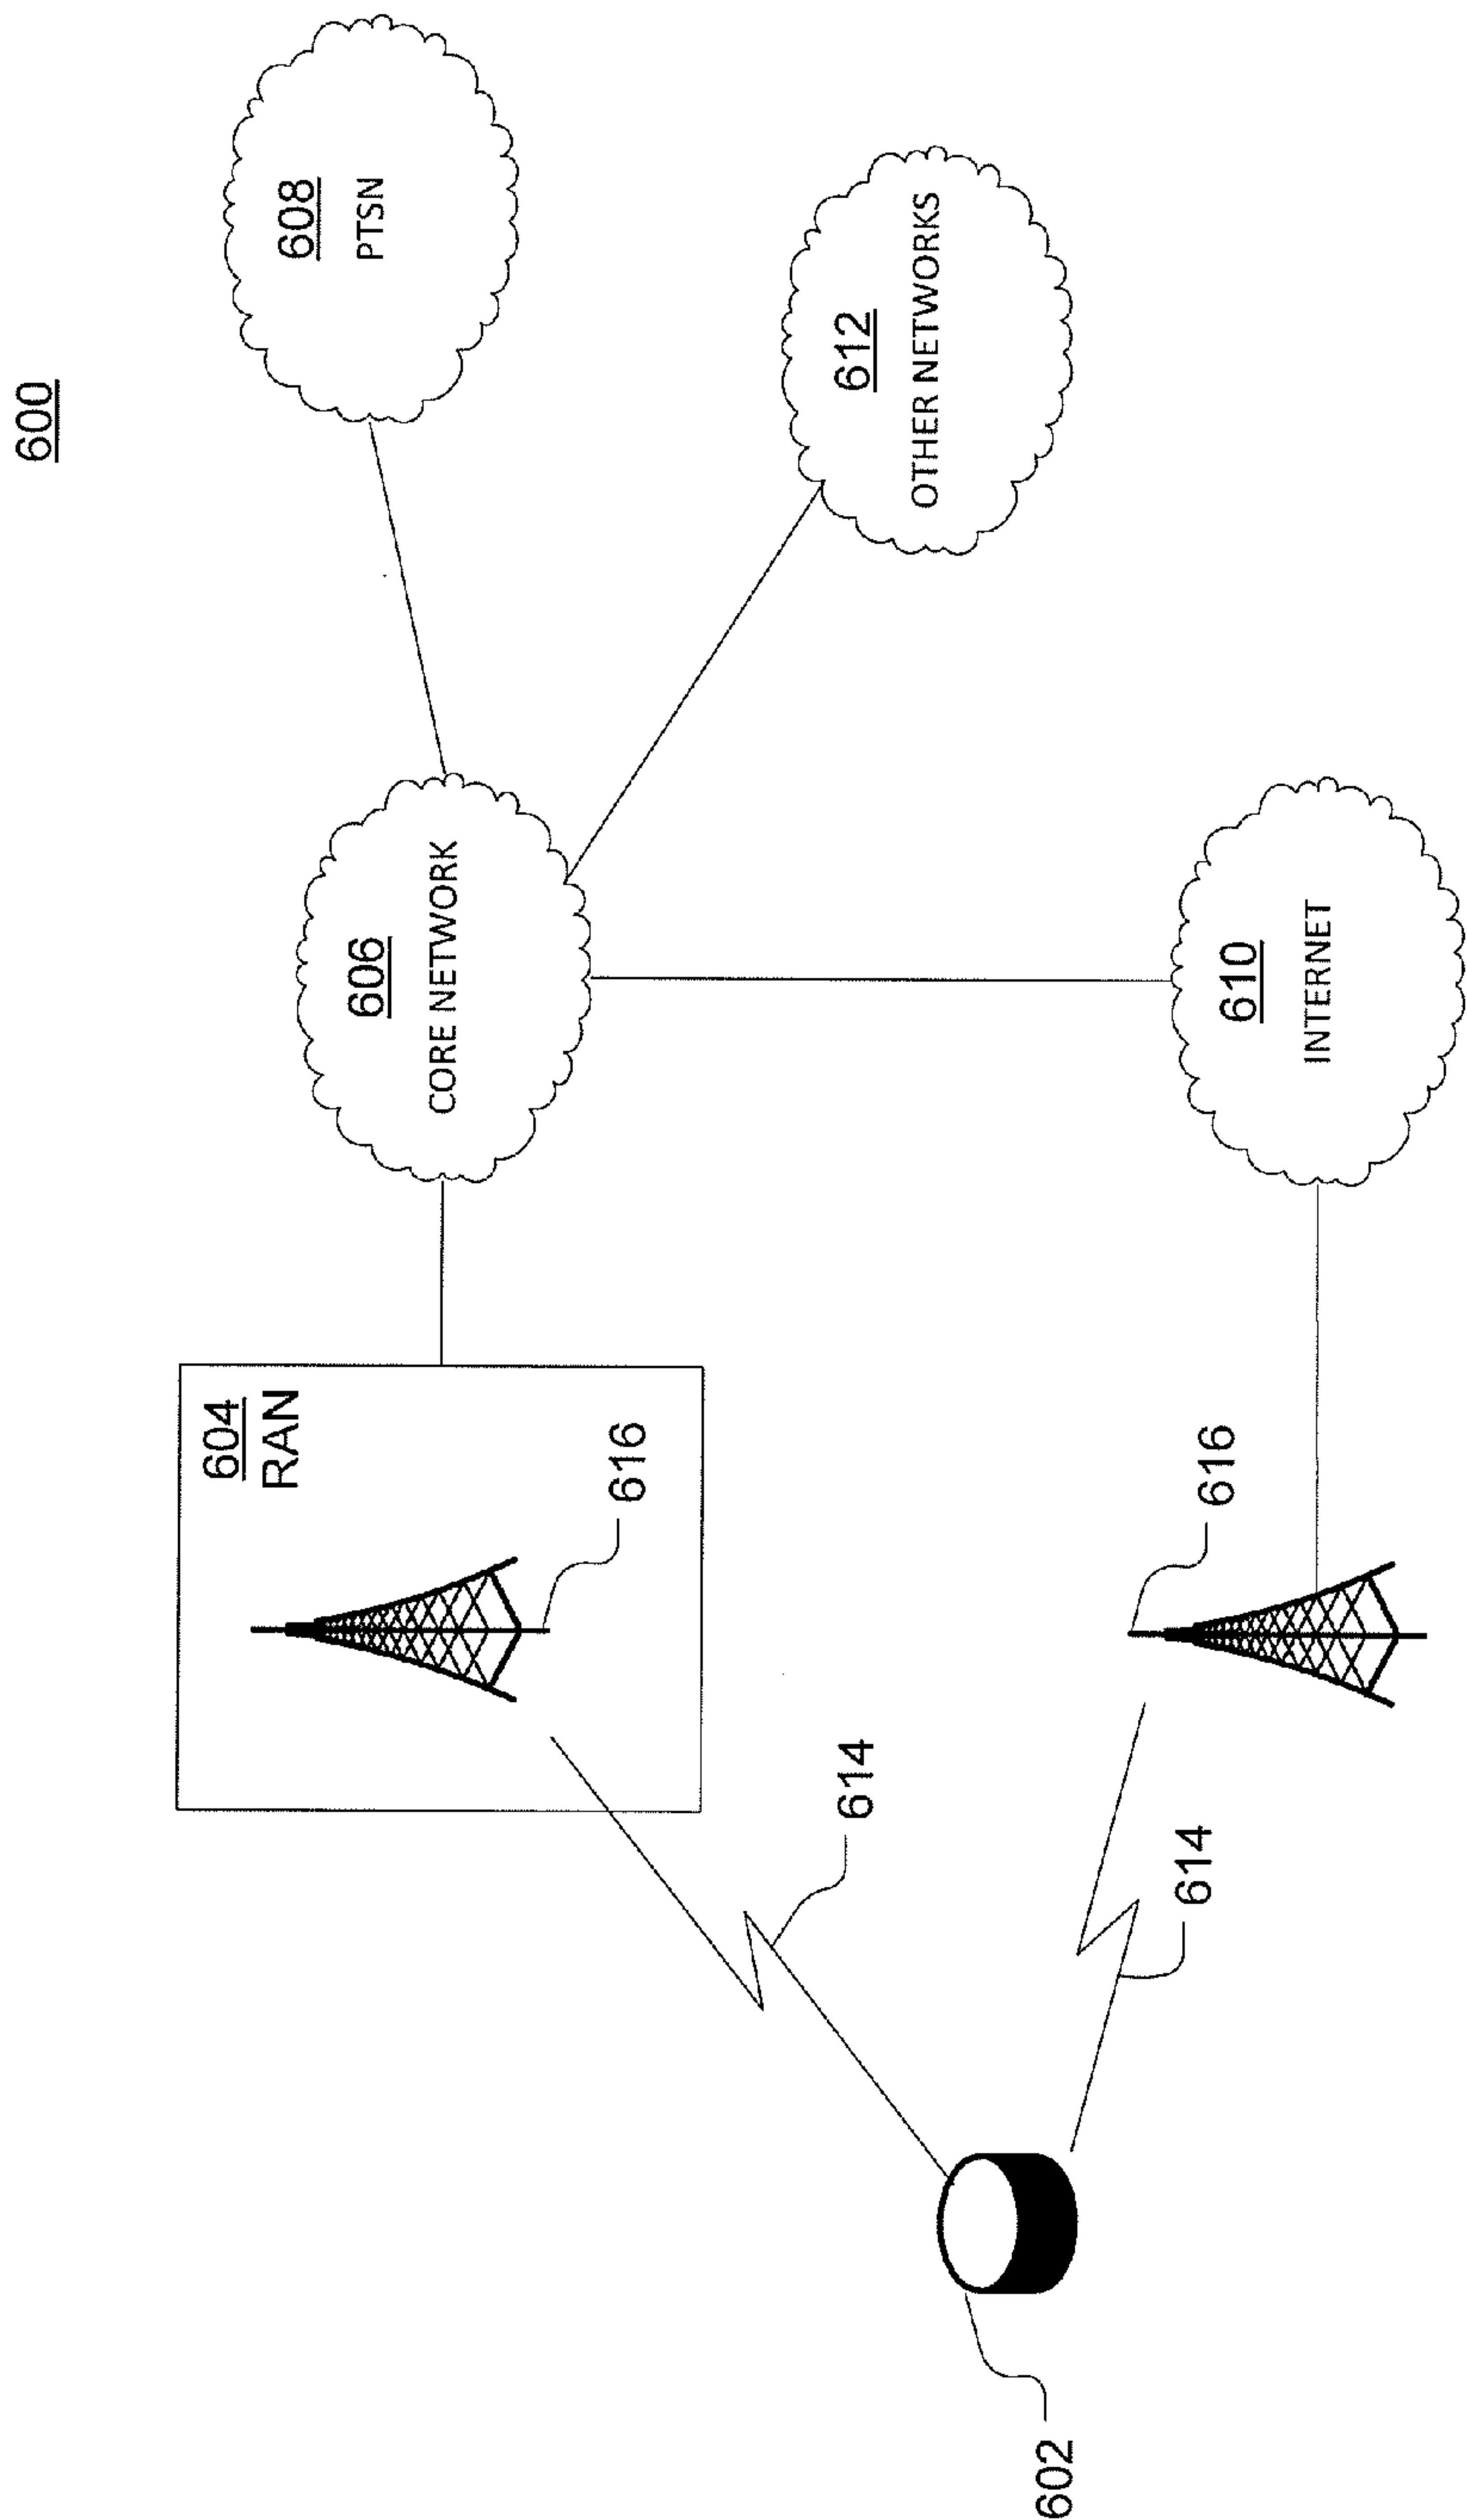 600
608
PTSN
612
OTHER NETWORKS
606
CORE NETWORK
604
RAN
616
610
INTERNET
616
614
614
602